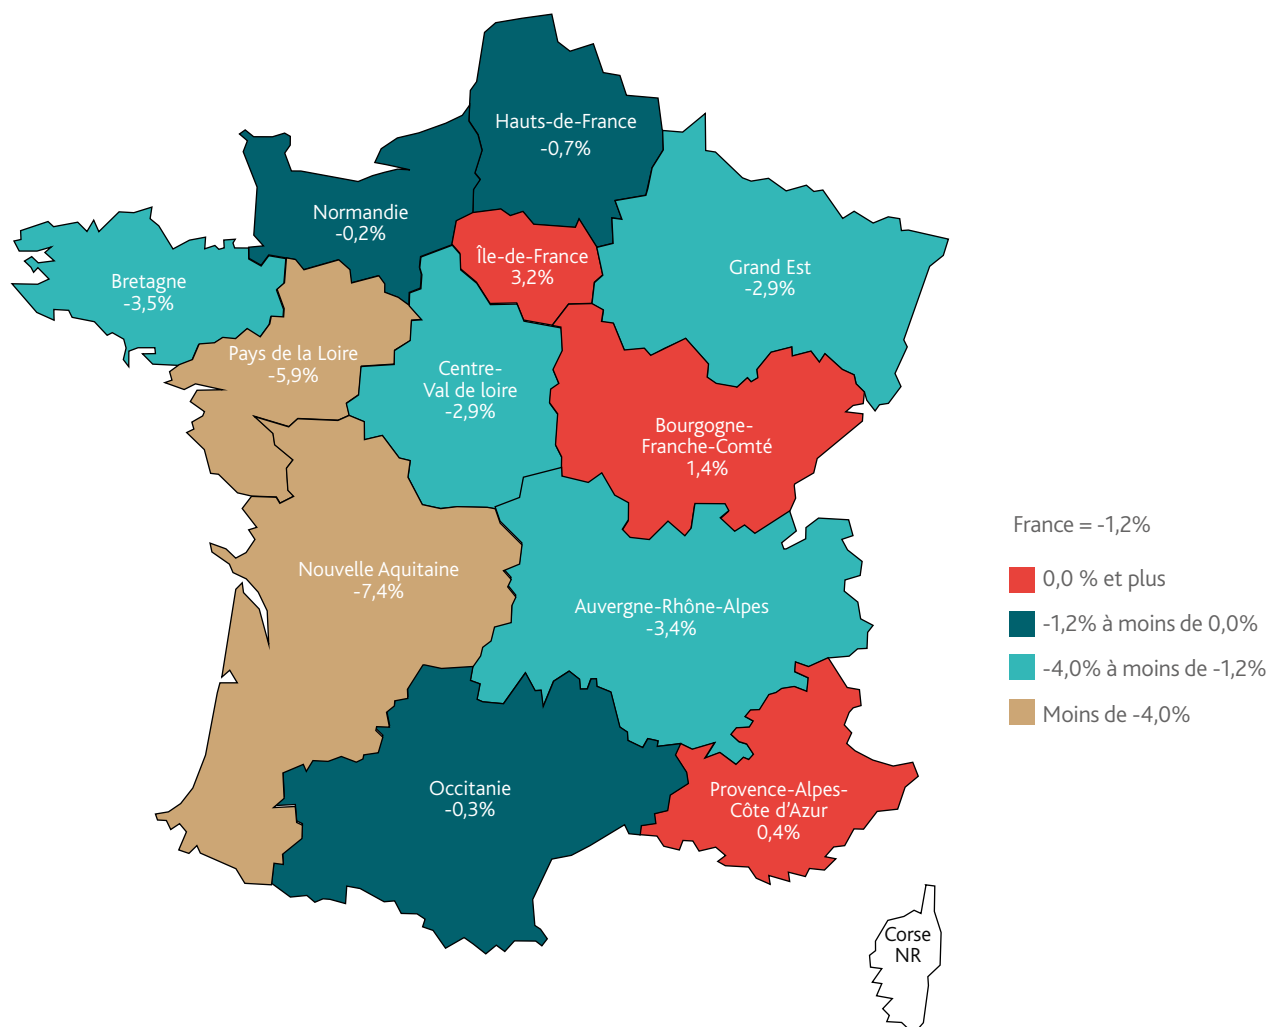 Hauts-de-France
-0,7%
Normandie
-0,2%
Île-de-France
3,2%
Grand Est
-2,9%
Bretagne
-3,5%
Pays de la Loire
-5,9%
Centre-
Val de loire
-2,9%
Bourgogne-
Franche-Comté
1,4%
Nouvelle Aquitaine
-7,4%
Auvergne-Rhône-Alpes
-3,4%
Occitanie
-0,3%
Provence-Alpes-
Côte d'Azur
0,4%
Corse
NR
France = -1,2%
0,0 % et plus
-1,2% à moins de 0,0%
-4,0% à moins de -1,2%
Moins de -4,0%